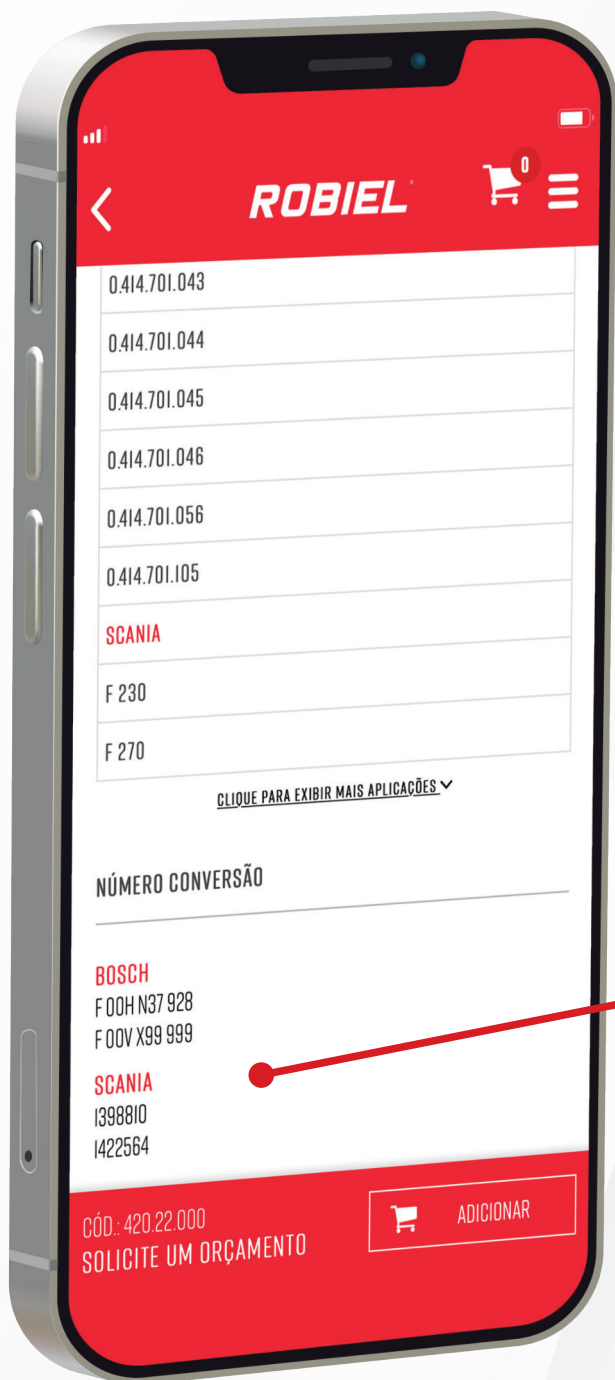 ROBIEL
0
0.414.701.043
0.414.701.044
0.414.701.045
0.414.701.046
0.414.701.056
0.414.701.105
SCANIA
F 230
F 270
CLIQUE PARA EXIBIR MAIS APLICAÇÕES
NÚMERO CONVERSÃO
BOSCH
F 00H N37 928
F 00V X99 999
SCANIA
1398810
1422564
CÓD.: 420.22.000
SOLICITE UM ORÇAMENTO
ADICIONAR